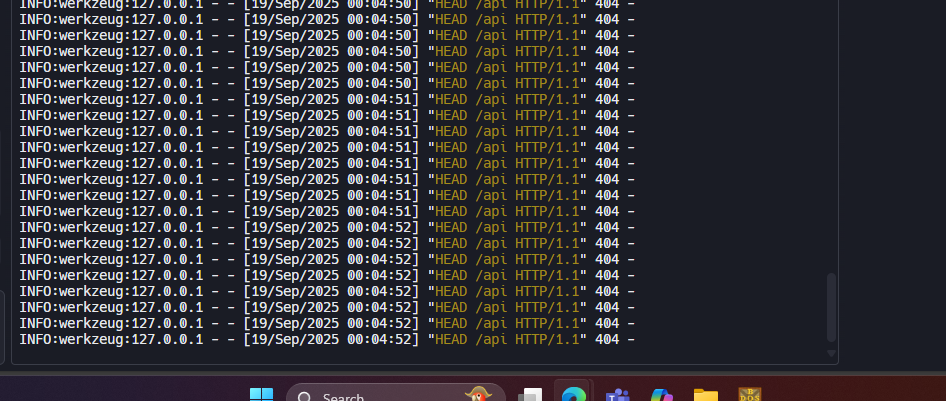 INFO:werkzeug:127.0.0.1 - - [19/Sep/2025 00:04:50] "HEAD /api HTTP/1.1" 404 -
INFO:werkzeug:127.0.0.1 - - [19/Sep/2025 00:04:50] "HEAD /api HTTP/1.1" 404 -
INFO:werkzeug:127.0.0.1 - - [19/Sep/2025 00:04:50] "HEAD /api HTTP/1.1" 404 -
INFO:werkzeug:127.0.0.1 - - [19/Sep/2025 00:04:50] "HEAD /api HTTP/1.1" 404 -
INFO:werkzeug:127.0.0.1 - - [19/Sep/2025 00:04:50] "HEAD /api HTTP/1.1" 404 -
INFO:werkzeug:127.0.0.1 - - [19/Sep/2025 00:04:50] "HEAD /api HTTP/1.1" 404 -
INFO:werkzeug:127.0.0.1 - - [19/Sep/2025 00:04:51] "HEAD /api HTTP/1.1" 404 -
INFO:werkzeug:127.0.0.1 - - [19/Sep/2025 00:04:51] "HEAD /api HTTP/1.1" 404 -
INFO:werkzeug:127.0.0.1 - - [19/Sep/2025 00:04:51] "HEAD /api HTTP/1.1" 404 -
INFO:werkzeug:127.0.0.1 - - [19/Sep/2025 00:04:51] "HEAD /api HTTP/1.1" 404 -
INFO:werkzeug:127.0.0.1 - - [19/Sep/2025 00:04:51] "HEAD /api HTTP/1.1" 404 -
INFO:werkzeug:127.0.0.1 - - [19/Sep/2025 00:04:51] "HEAD /api HTTP/1.1" 404 -
INFO:werkzeug:127.0.0.1 - - [19/Sep/2025 00:04:51] "HEAD /api HTTP/1.1" 404 -
INFO:werkzeug:127.0.0.1 - - [19/Sep/2025 00:04:51] "HEAD /api HTTP/1.1" 404 -
INFO:werkzeug:127.0.0.1 - - [19/Sep/2025 00:04:52] "HEAD /api HTTP/1.1" 404 -
INFO:werkzeug:127.0.0.1 - - [19/Sep/2025 00:04:52] "HEAD /api HTTP/1.1" 404 -
INFO:werkzeug:127.0.0.1 - - [19/Sep/2025 00:04:52] "HEAD /api HTTP/1.1" 404 -
INFO:werkzeug:127.0.0.1 - - [19/Sep/2025 00:04:52] "HEAD /api HTTP/1.1" 404 -
INFO:werkzeug:127.0.0.1 - - [19/Sep/2025 00:04:52] "HEAD /api HTTP/1.1" 404 -
INFO:werkzeug:127.0.0.1 - - [19/Sep/2025 00:04:52] "HEAD /api HTTP/1.1" 404 -
INFO:werkzeug:127.0.0.1 - - [19/Sep/2025 00:04:52] "HEAD /api HTTP/1.1" 404 -
INFO:werkzeug:127.0.0.1 - - [19/Sep/2025 00:04:52] "HEAD /api HTTP/1.1" 404 -
Search